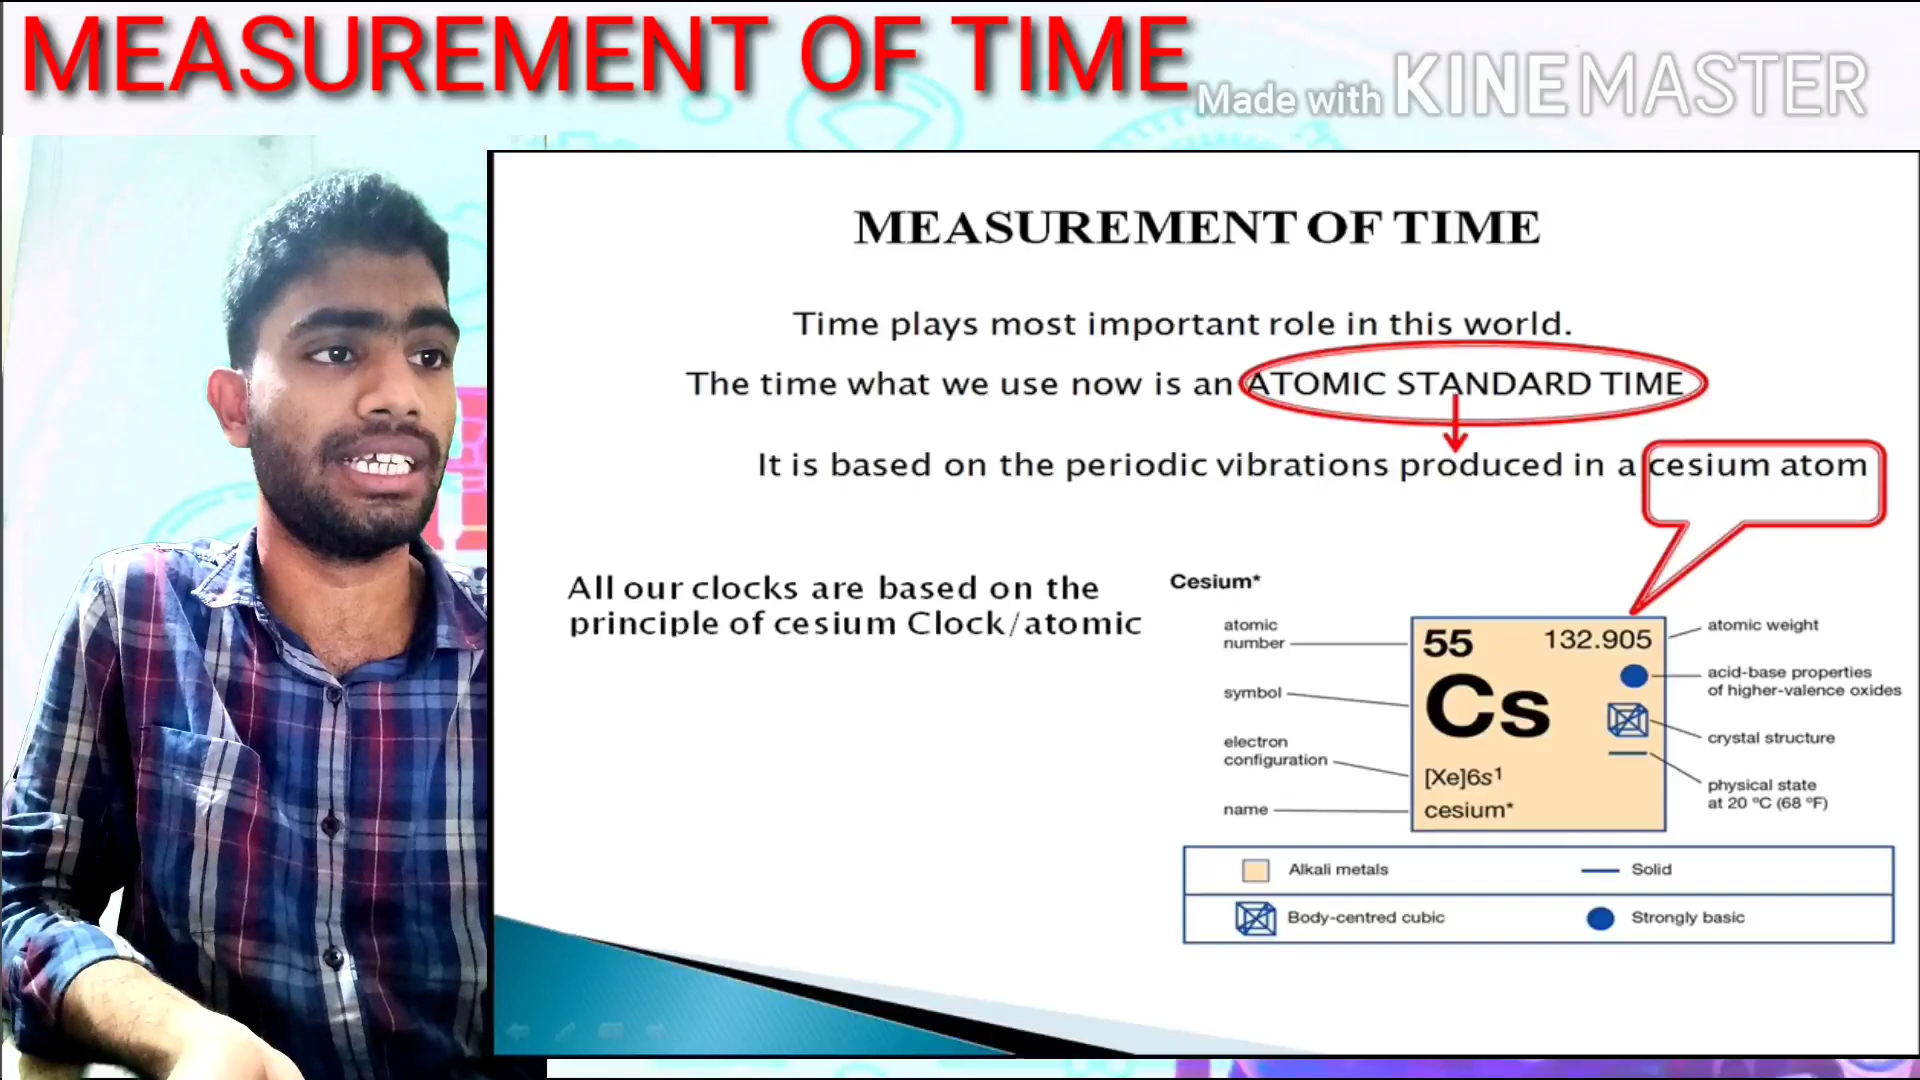 MEASUREMENT OF TIME
Made with KINEMASTER
MEASUREMENT OF TIME
Time plays most important role in this world.
The time what we use now is an ATOMIC STANDARD TIME
It is based on the periodic vibrations produced in a cesium atom
All our clocks are based on the
principle of cesium Clock/atomic
Cesium*
atomic
number
symbol
electron
configuration
name
55
132.905
Cs
[Xe]6s¹
cesium*
atomic weight
acid-base properties
of higher-valence oxides
crystal structure
physical state
at 20 °C (68 °F)
Alkali metals
Solid
Body-centred cubic
Strongly basic